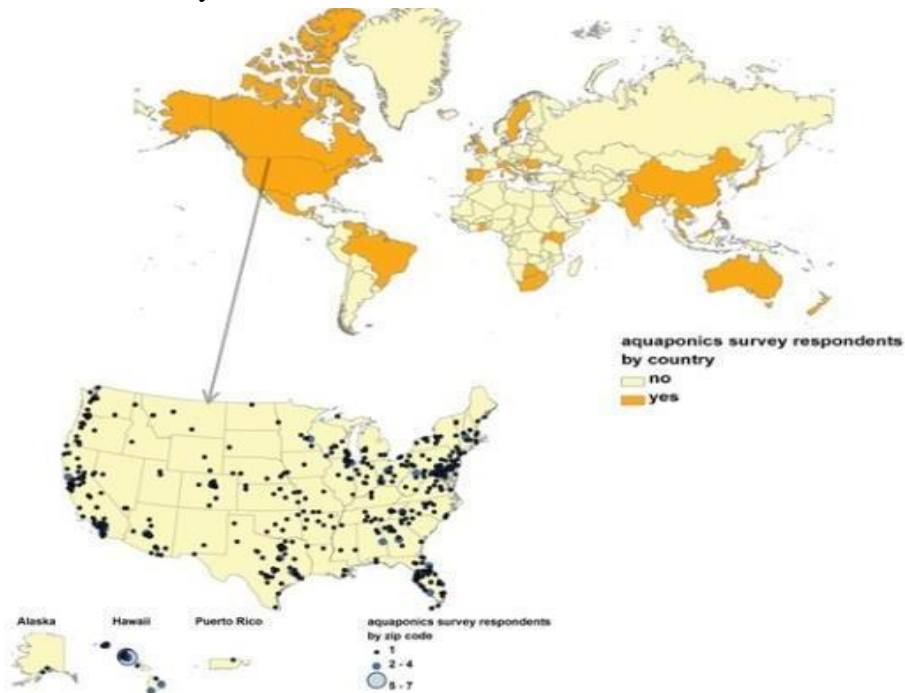 aquaponics survey respondents
by country
no
yes
Alaska
Hawaii
Puerto Rico
aquaponics survey respondents
by zip code
1
2 - 4
5 - 7